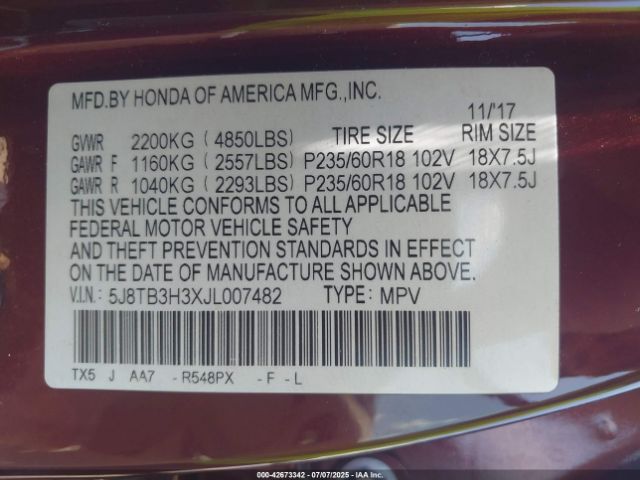 MFD.BY HONDA OF AMERICA MFG.,INC.
11/'17
GVWR 2200KG (4850LBS) TIRE SIZE RIM SIZE
GAWR F 1160KG (2557LBS) P235/60R18 102V 18X7.5J
GAWR R 1040KG (2293LBS) P235/60R18 102V 18X7.5J
THIS VEHICLE CONFORMS TO ALL APPLICABLE
FEDERAL MOTOR VEHICLE SAFETY
AND THEFT PREVENTION STANDARDS IN EFFECT
ON THE DATE OF MANUFACTURE SHOWN ABOVE.
V.I.N.: 5J8TB3H3XJL007482 TYPE: MPV
TX5 J AA7 -R548PX -F -L
000-42673342 07/07/2025 IAAI.COM